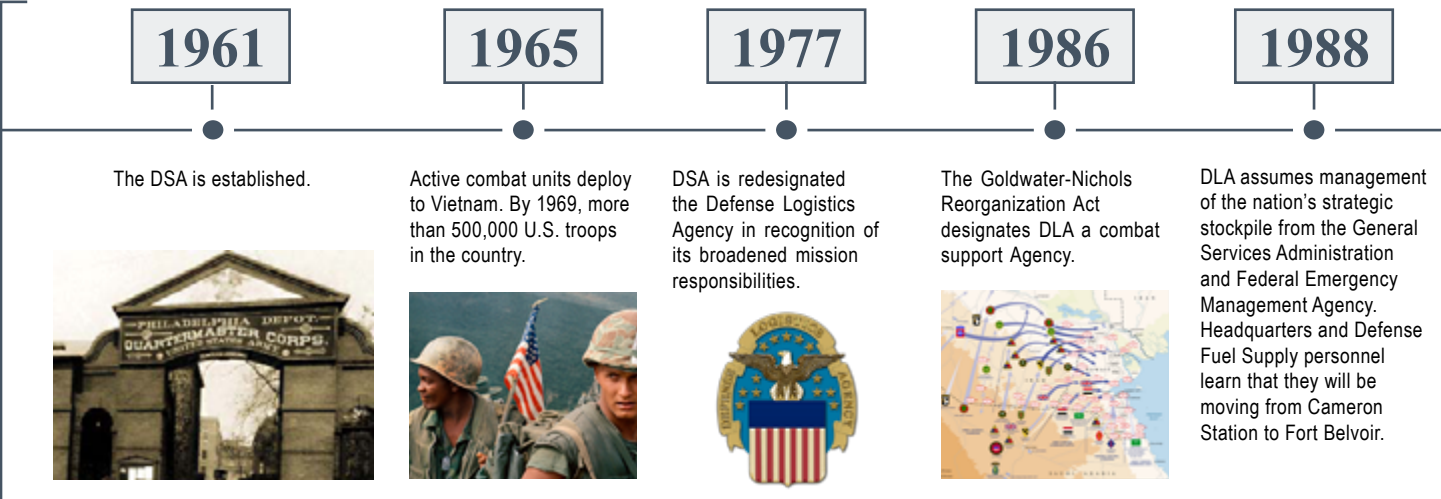 1961
The DSA is established.
PHILADELPHIA DEPOT.
QUARTERMASTER CORPS.
UNITED STATES ARMY
1965
Active combat units deploy
to Vietnam. By 1969, more
than 500,000 U.S. troops
in the country.
1977
DSA is redesignated
the Defense Logistics
Agency in recognition of
its broadened mission
responsibilities.
DEFENSE
LOGISTICS
AGENCY
1986
The Goldwater-Nichols
Reorganization Act
designates DLA a combat
support Agency.
IRAN
IRAQ
SAUDI ARABIA
1988
DLA assumes management
of the nation’s strategic
stockpile from the General
Services Administration
and Federal Emergency
Management Agency.
Headquarters and Defense
Fuel Supply personnel
learn that they will be
moving from Cameron
Station to Fort Belvoir.